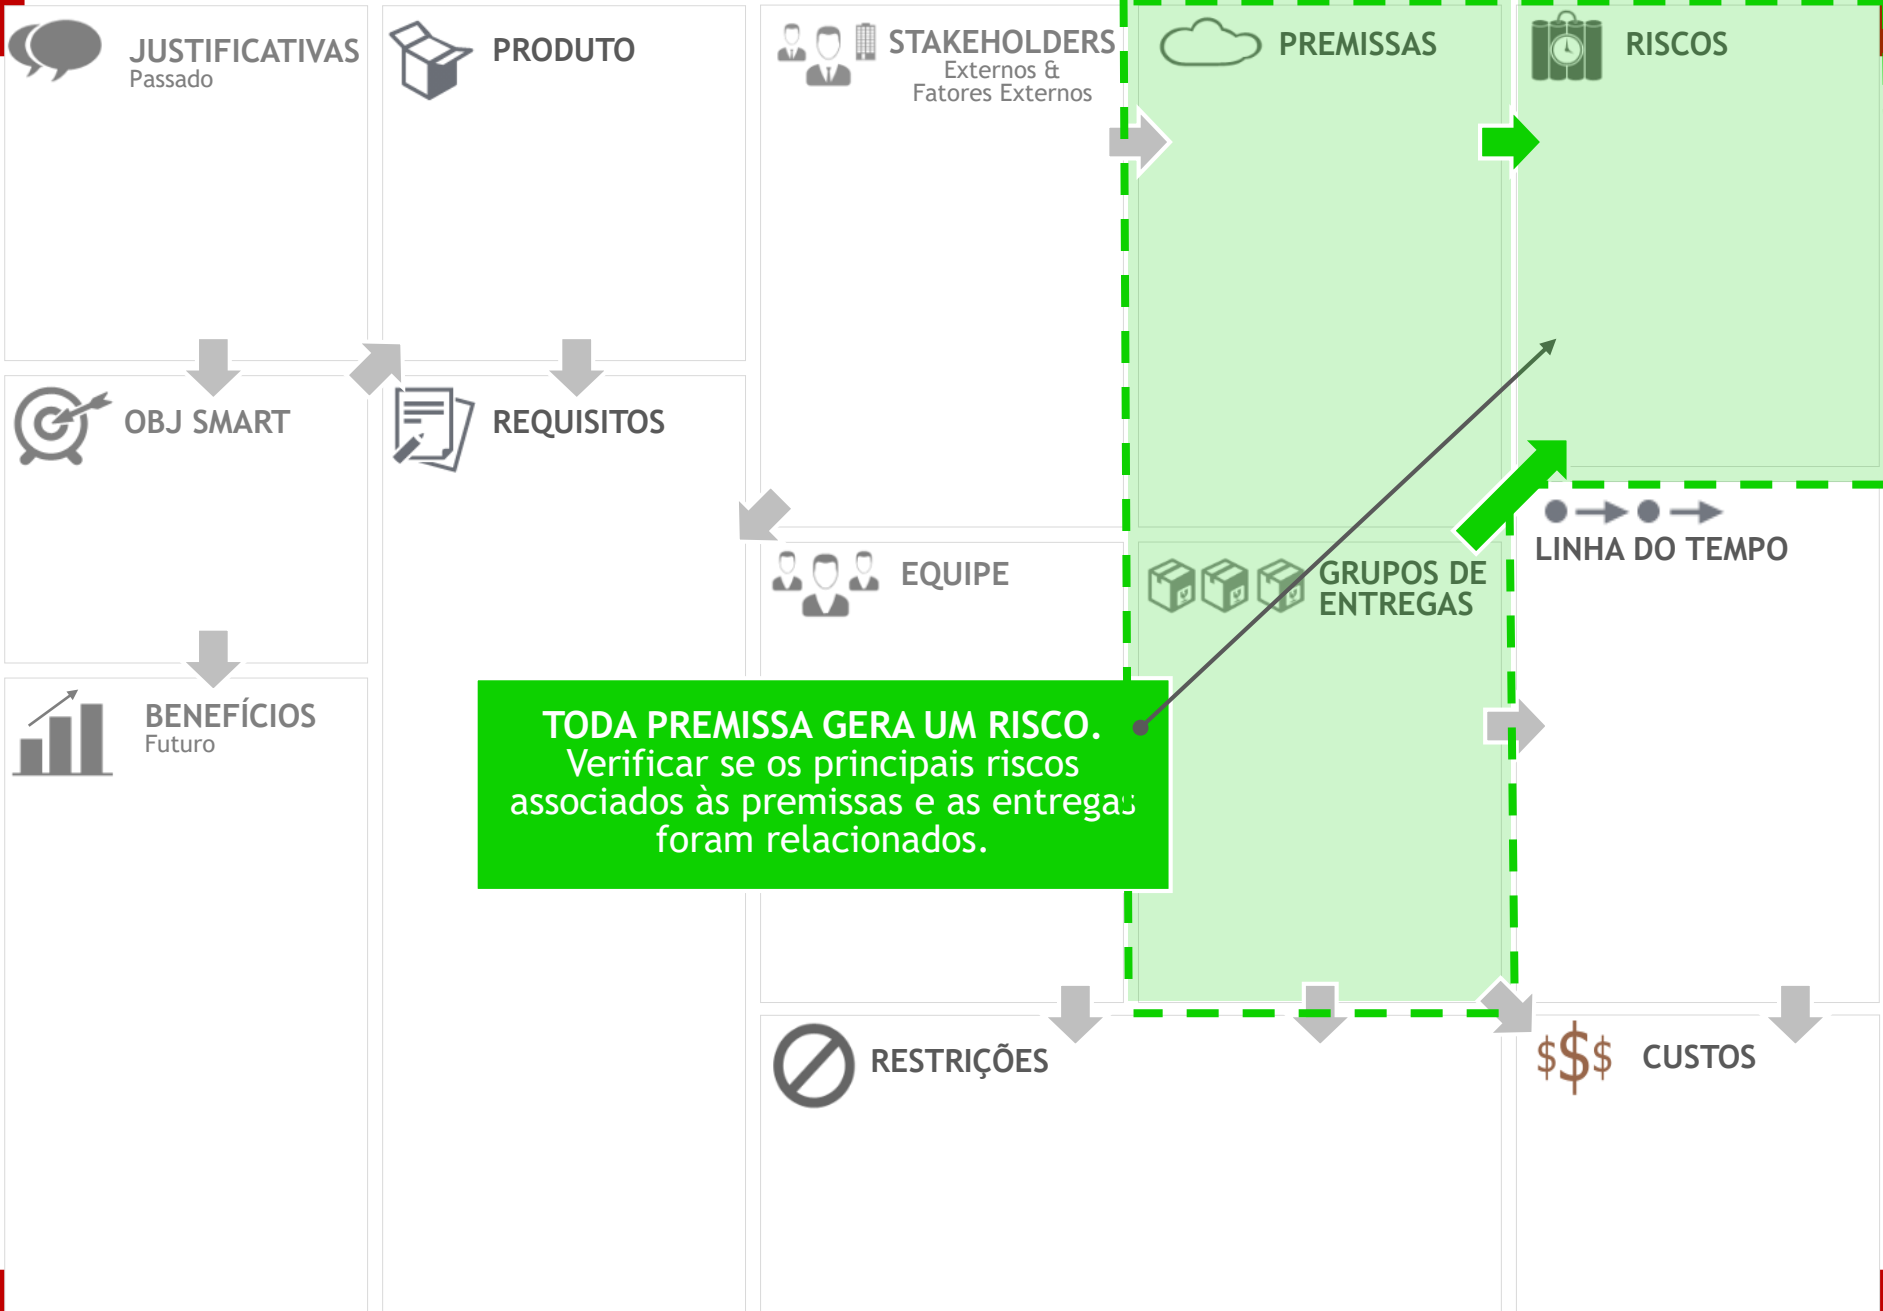 JUSTIFICATIVAS
Passado
PRODUTO
STAKEHOLDERS
Externos &
Fatores Externos
PREMISSAS
RISCOS
OBJ SMART
REQUISITOS
EQUIPE
GRUPOS DE
ENTREGAS
LINHA DO TEMPO
BENEFÍCIOS
Futuro
TODA PREMISSA GERA UM RISCO.
Verificar se os principais riscos
associados às premissas e as entregas
foram relacionados.
RESTRIÇÕES
$$$ CUSTOS